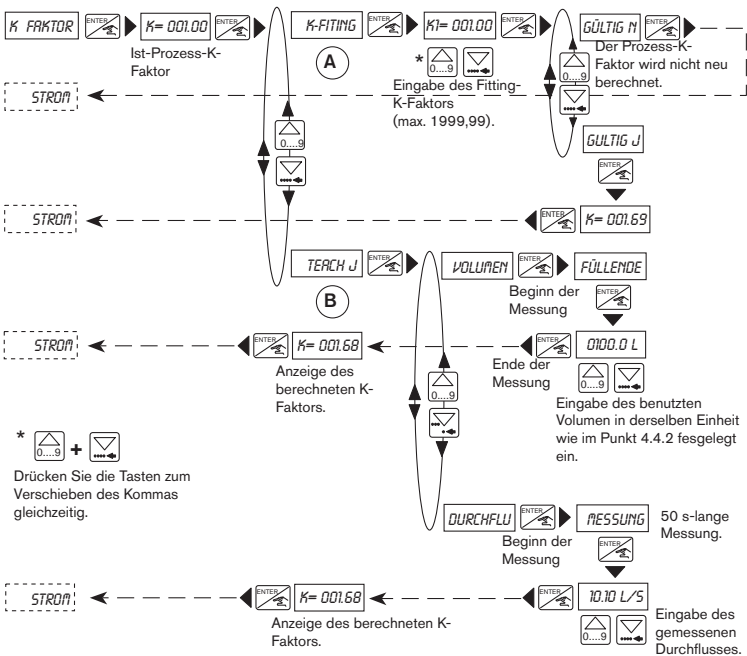 K FAKTOR ENTER K= 001.00 ENTER K-FITING ENTER K1= 001.00 ENTER GÜLTIG N ENTER
Ist-Prozess-K-
Faktor
A
* 0....9
Eingabe des Fitting-
K-Faktors
(max. 1999,99).
0....9
Der Prozess-K-
Faktor wird nicht neu
berechnet.
STROM
0....9
GULTIG J
ENTER
STROM ENTER K= 001.69
TEACH J ENTER VOLUMEN ENTER FÜLLENDE
B
Beginn der
Messung
ENTER
STROM ENTER K= 001.68 ENTER 0100.0 L
Anzeige des
berechneten K-
Faktors.
Ende der
Messung
0....9
0....9
Eingabe des benutzten
Volumen in derselben Einheit
wie im Punkt 4.4.2 fesgelegt
ein.
* 0....9 +
Drücken Sie die Tasten zum
Verschieben des Kommas
gleichzeitig.
DURCHFLU ENTER MESSUNG
50 s-lange
Messung.
Beginn der
Messung
ENTER
STROM ENTER K= 001.68 ENTER 10.10 L/S
Anzeige des berechneten K-
Faktors.
0....9
Eingabe des
gemessenen
Durchflusses.